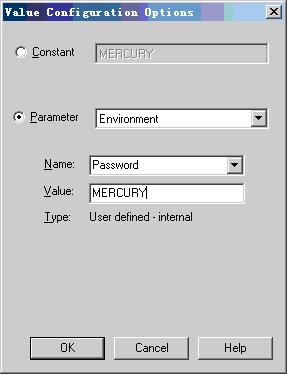 Value Configuration Options
Constant
MERCURY
Parameter
Environment
Name:
Password
Value:
MERCURY
Type:
User defined - internal
OK
Cancel
Help